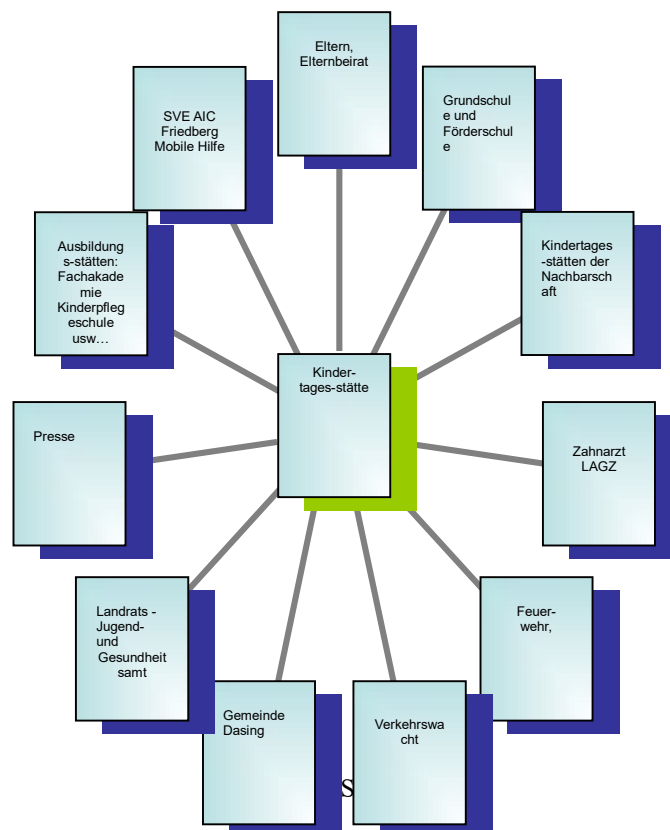 Eltern,
Elternbeirat
SVE AIC
Friedberg
Mobile Hilfe
Grundschul
e und
Förderschul
e
Ausbildung
s-stätten:
Fachakade
mie
Kinderpfleg
eschule
usw…
Kindertages
-stätten der
Nachbarsch
aft
Kinder-
tages-stätte
Presse
Zahnarzt
LAGZ
Landrats -
Jugend-
und
Gesundheit
samt
Feuer-
wehr,
Gemeinde
Dasing
Verkehrswa
cht
s